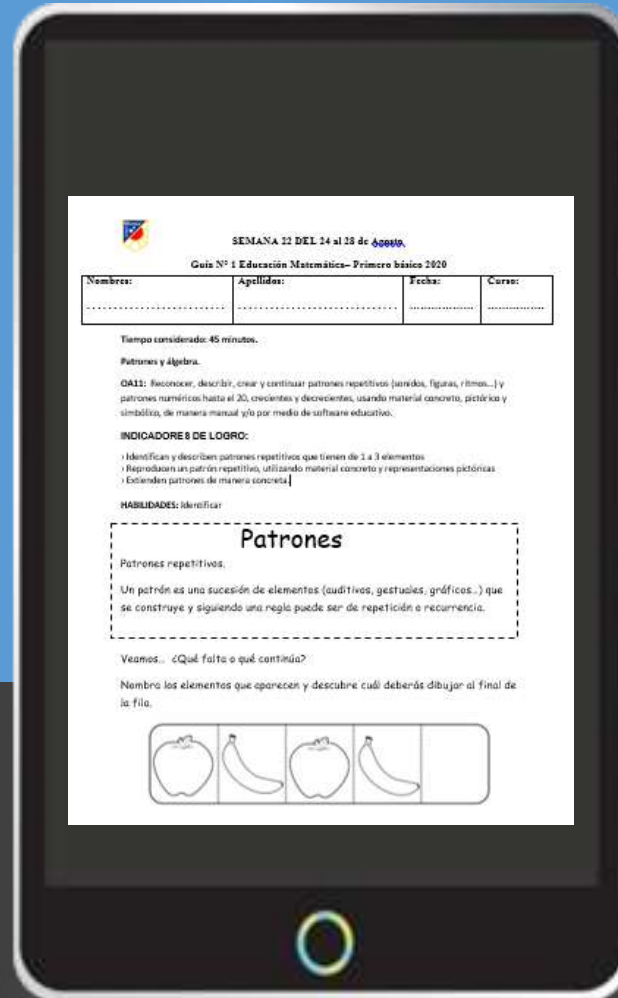 SEMANA 22 DEL 24 al 28 de Agosto.
Guía N° 1 Educación Matemática– Primero básico 2020
Nombres: Apellidos: Fecha: Curso:
Tiempo considerado: 45 minutos.
Patrones y álgebra.
OA11: Reconocer, describir, crear y continuar patrones repetitivos (sonidos, figuras, ritmos...) y
patrones numéricos hasta el 20, crecientes y decrecientes, usando material concreto, pictórico y
simbólico, de manera manual y/o por medio de software educativo.
INDICADORES DE LOGRO:
› Identifican y describen patrones repetitivos que tienen de 1 a 3 elementos
› Reproducen un patrón repetitivo, utilizando material concreto y representaciones pictóricas
› Extienden patrones de manera concreta.
HABILIDADES: Identificar
Patrones
Patrones repetitivos.
Un patrón es una sucesión de elementos (auditivos, gestuales, gráficos...) que
se construye y siguiendo una regla puede ser de repetición o recurrencia.
Veamos... ¿Qué falta o qué continúa?
Nombra los elementos que aparecen y descubre cuál deberás dibujar al final de
la fila.